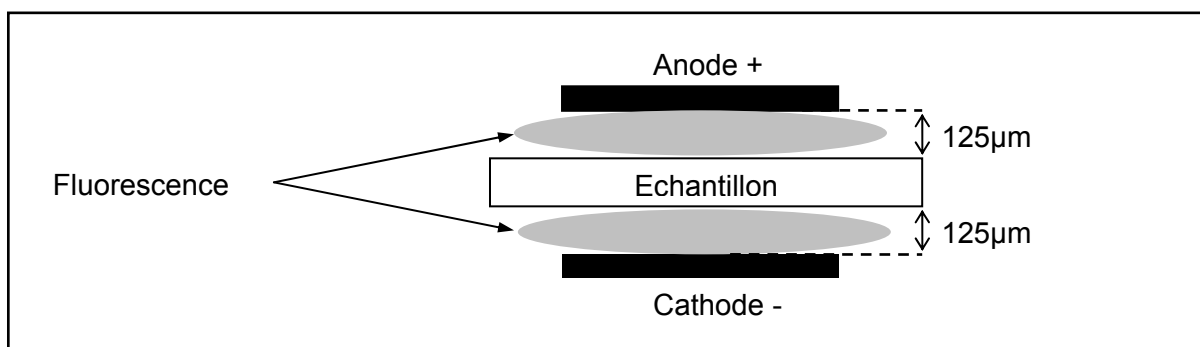 Anode +
125µm
Fluorescence
Echantillon
125µm
Cathode -